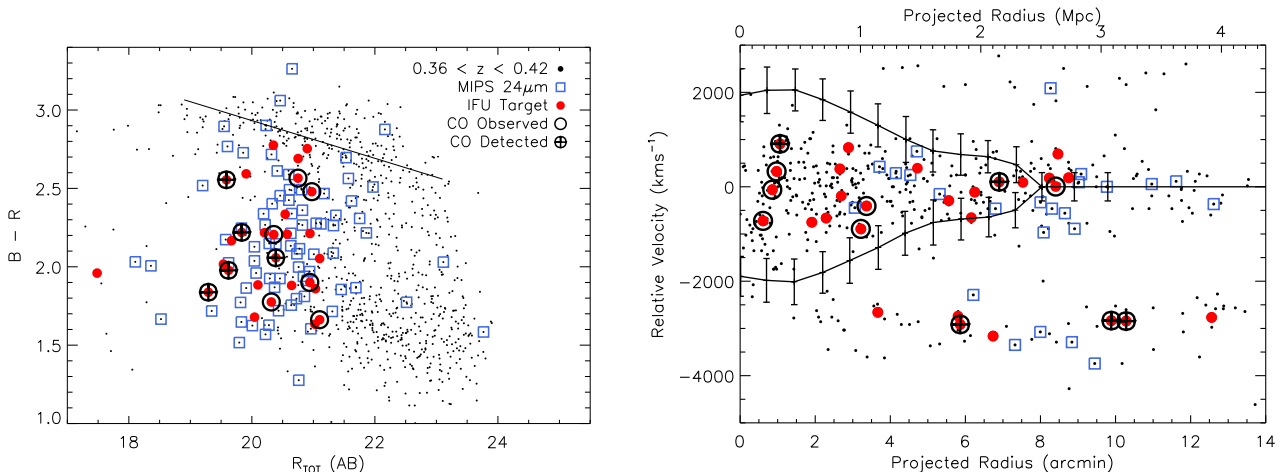 0.36 < z < 0.42
MIPS 24μm
IFU Target
CO Observed
CO Detected
3.0
2.5
2.0
1.5
1.0
B − R
18
20
22
24
R_TOT (AB)
Projected Radius (Mpc)
0
1
2
3
4
2000
0
−2000
−4000
Relative Velocity (kms⁻¹)
0
2
4
6
8
10
12
14
Projected Radius (arcmin)